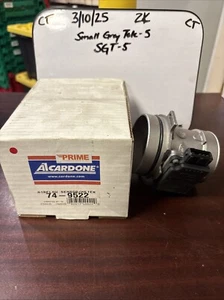 CT 3/10/25 2K CT
Small Gray Tote-5
SGT-5
PRIME
A1CARDONE
www.cardone.com
74-9522